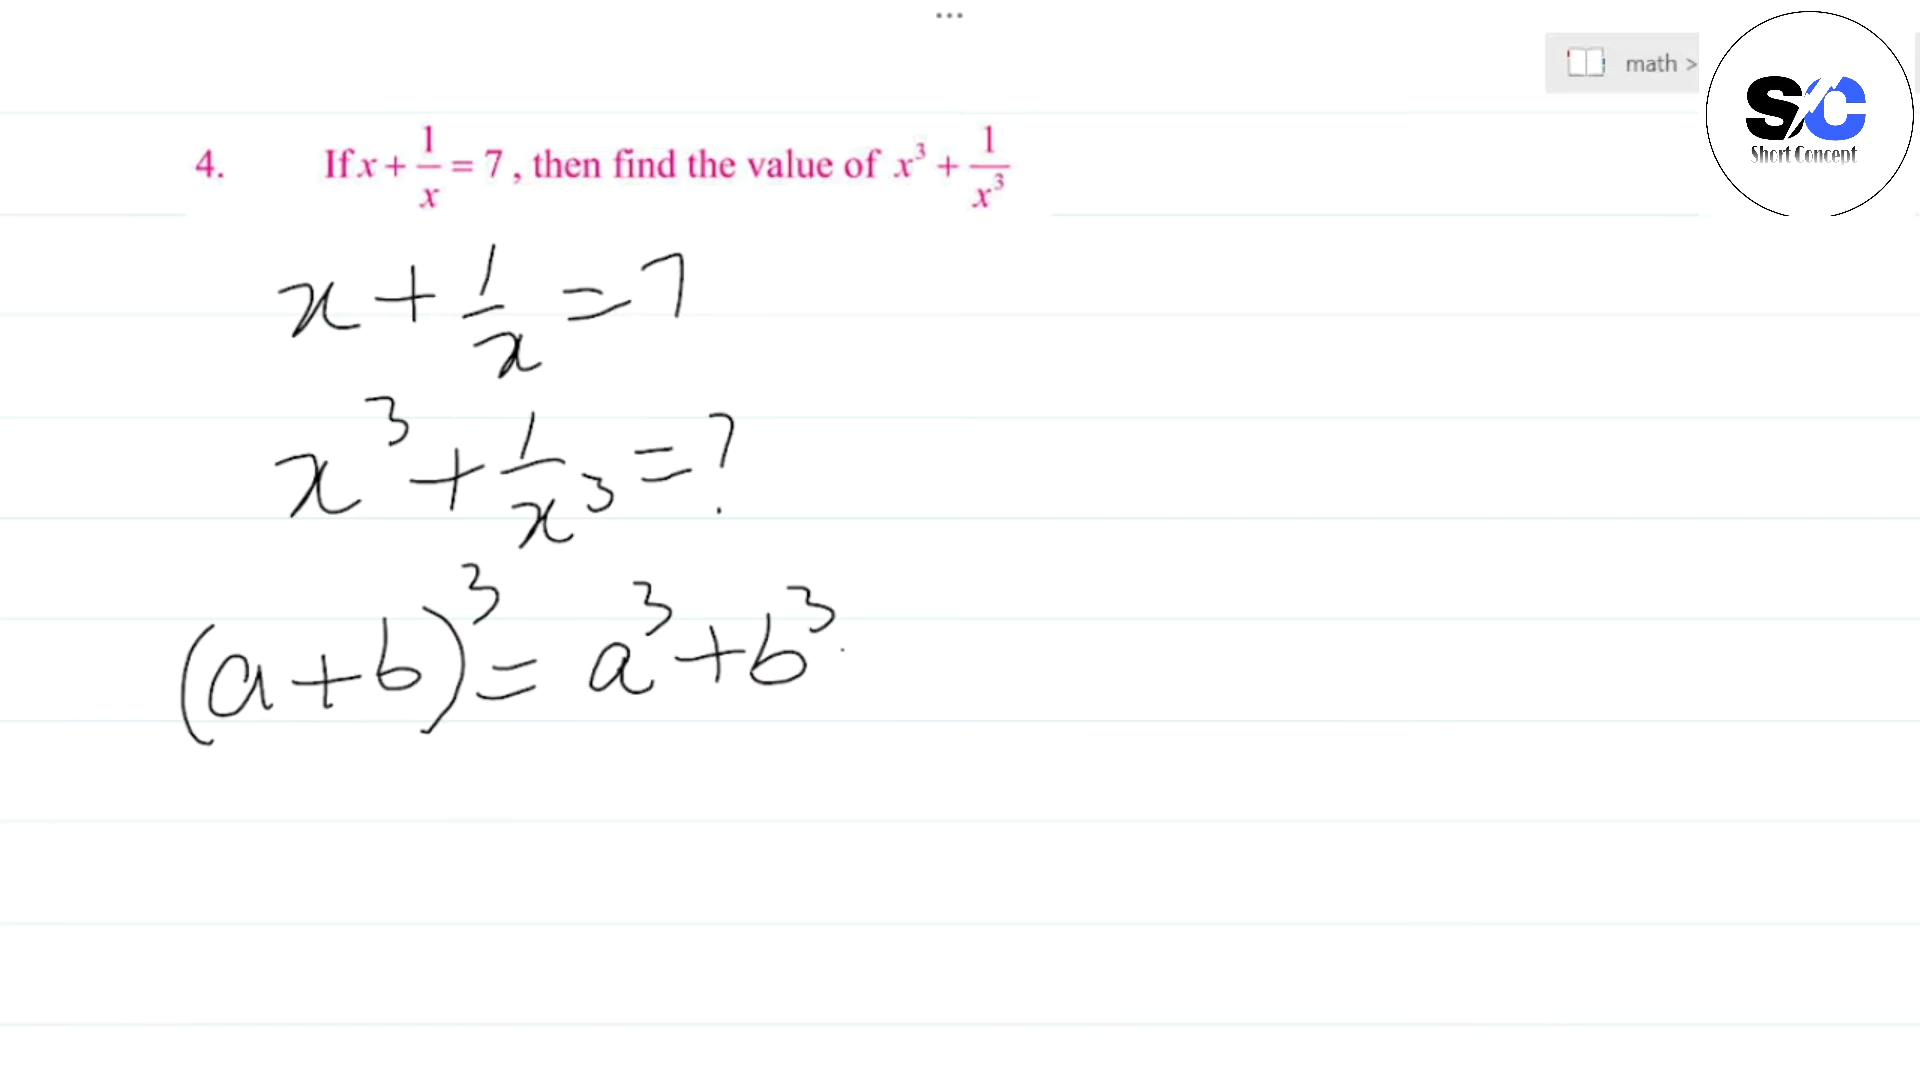 ...
math >
SC
Short Concept
4. If x + 1/x = 7, then find the value of x³ + 1/x³
x + 1/x = 7
x³ + 1/x³ = ?
(a+b)³ = a³ + b³